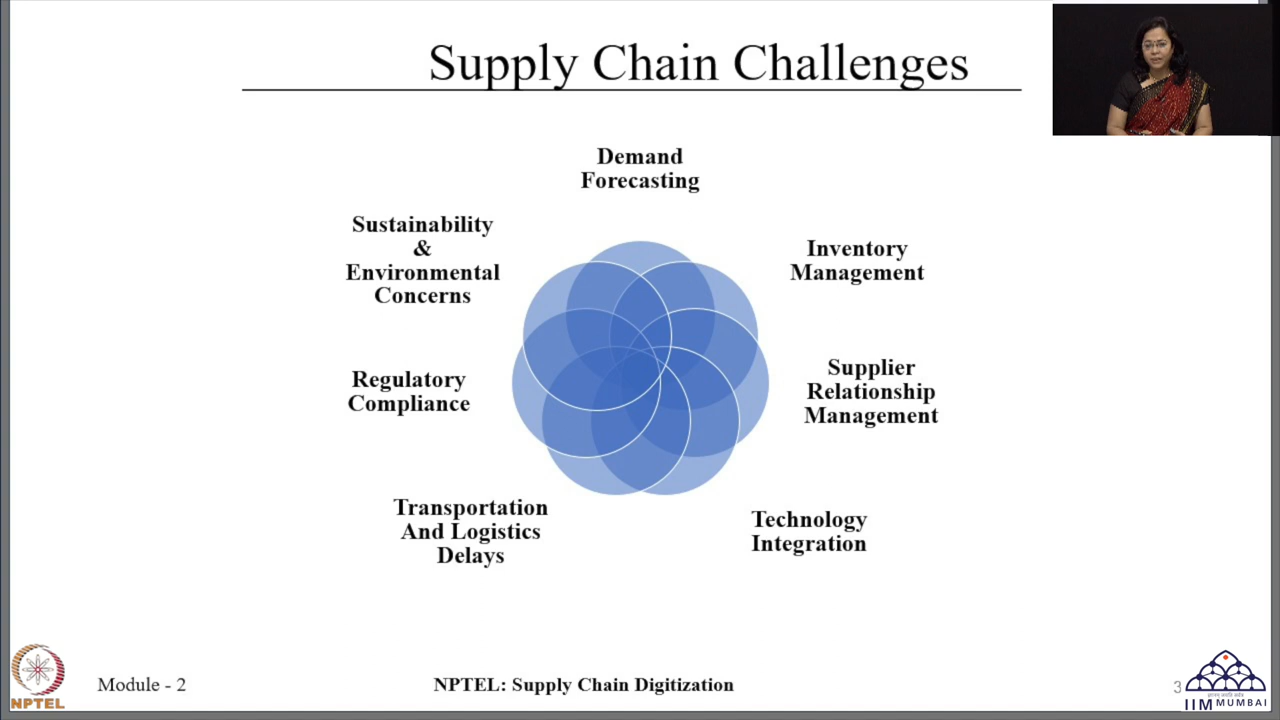 Supply Chain Challenges
Demand
Forecasting
Inventory
Management
Supplier
Relationship
Management
Technology
Integration
Transportation
And Logistics
Delays
Regulatory
Compliance
Sustainability
&
Environmental
Concerns
NPTEL
Module - 2
NPTEL: Supply Chain Digitization
3
IIM MUMBAI